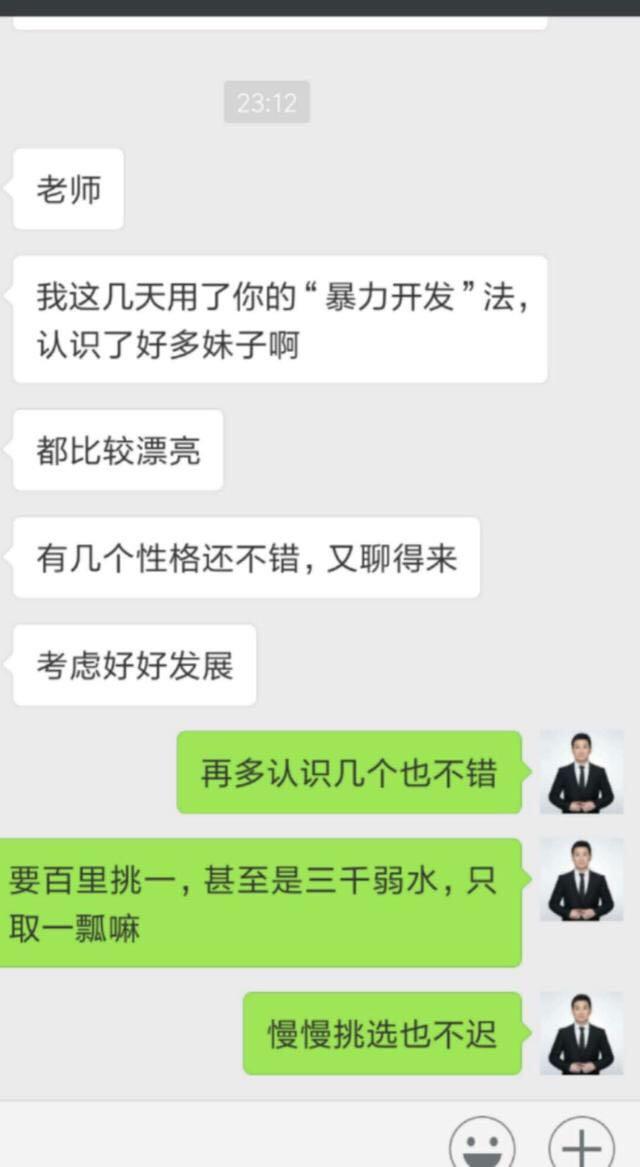 23:12
老师
我这几天用了你的“暴力开发”法，
认识了好多妹子啊
都比较漂亮
有几个性格还不错，又聊得来
考虑好好发展
再多认识几个也不错
要百里挑一，甚至是三千弱水，只
取一瓢嘛
慢慢挑选也不迟